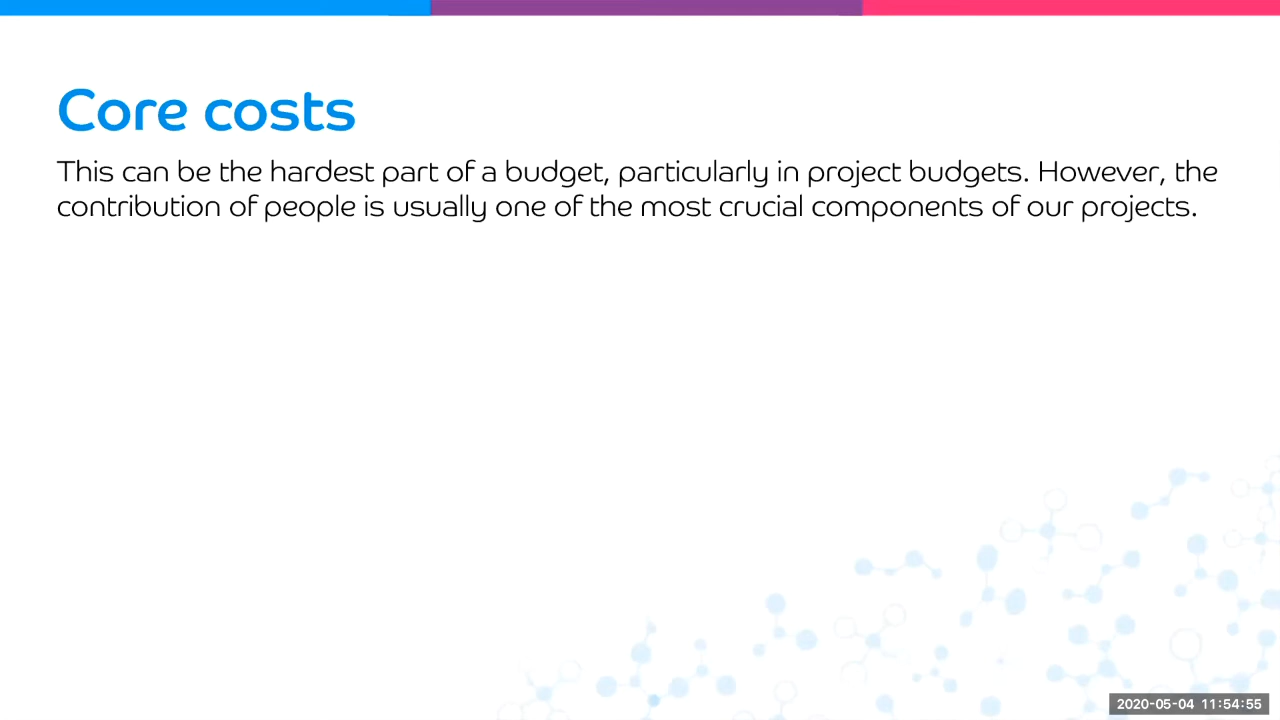 Core costs
This can be the hardest part of a budget, particularly in project budgets. However, the
contribution of people is usually one of the most crucial components of our projects.
2020-05-04 11:54:55